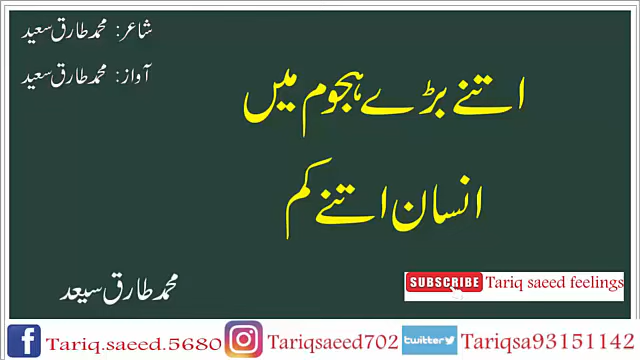 شاعر: محمد طارق سعید
آواز: محمد طارق سعید
اتنے بڑے ہجوم میں
انسان اتنے کم
محمد طارق سیعد
SUBSCRIBE Tariq saeed feelings
Tariq.saeed.5680 Tariqsaeed702 twitter Tariqsa93151142